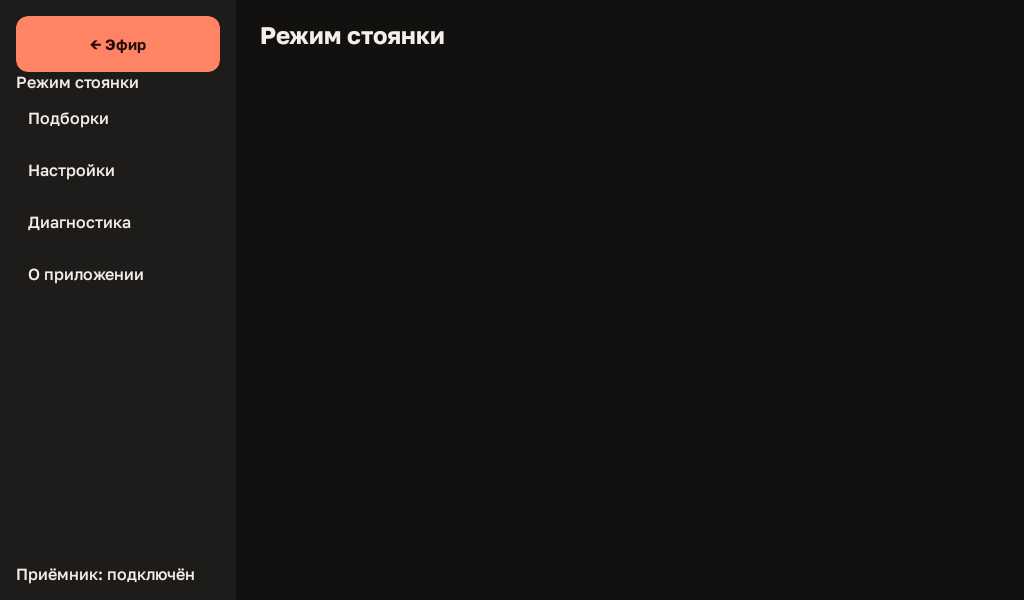 ← Эфир
Режим стоянки
Подборки
Настройки
Диагностика
О приложении
Приёмник: подключён
Режим стоянки